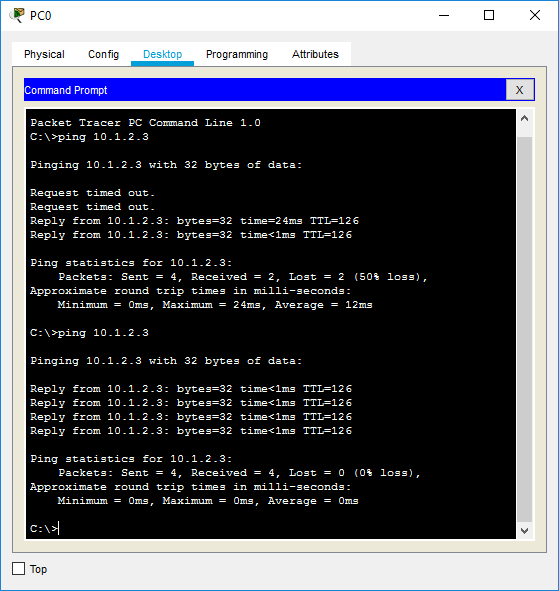 PC0
Physical Config Desktop Programming Attributes
Command Prompt X
Packet Tracer PC Command Line 1.0
C:\>ping 10.1.2.3
Pinging 10.1.2.3 with 32 bytes of data:
Request timed out.
Request timed out.
Reply from 10.1.2.3: bytes=32 time=24ms TTL=126
Reply from 10.1.2.3: bytes=32 time<1ms TTL=126
Ping statistics for 10.1.2.3:
Packets: Sent = 4, Received = 2, Lost = 2 (50% loss),
Approximate round trip times in milli-seconds:
Minimum = 0ms, Maximum = 24ms, Average = 12ms
C:\>ping 10.1.2.3
Pinging 10.1.2.3 with 32 bytes of data:
Reply from 10.1.2.3: bytes=32 time<1ms TTL=126
Reply from 10.1.2.3: bytes=32 time<1ms TTL=126
Reply from 10.1.2.3: bytes=32 time<1ms TTL=126
Reply from 10.1.2.3: bytes=32 time<1ms TTL=126
Ping statistics for 10.1.2.3:
Packets: Sent = 4, Received = 4, Lost = 0 (0% loss),
Approximate round trip times in milli-seconds:
Minimum = 0ms, Maximum = 0ms, Average = 0ms
C:\>
Top